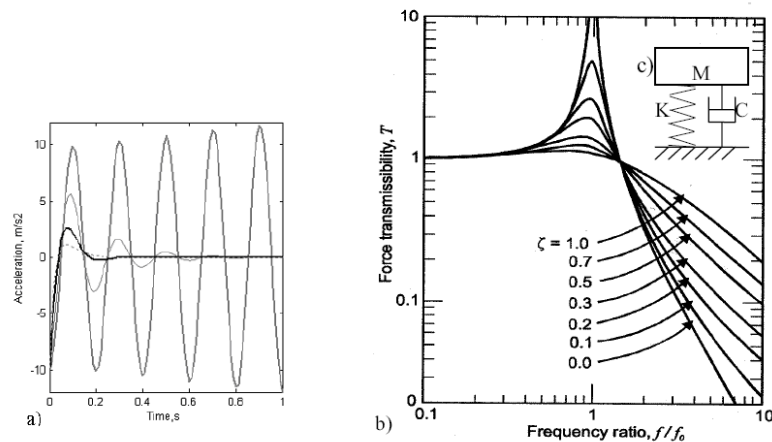 Acceleration, m/s2
10
5
0
-5
-10
0
0.2
0.4
0.6
0.8
1
Time,s
a)
Force transmissibility, T
10
1
0.1
0
0.1
1
10
Frequency ratio, f/f₀
b)
c)
M
K
C
ζ = 1.0
0.7
0.5
0.3
0.2
0.1
0.0